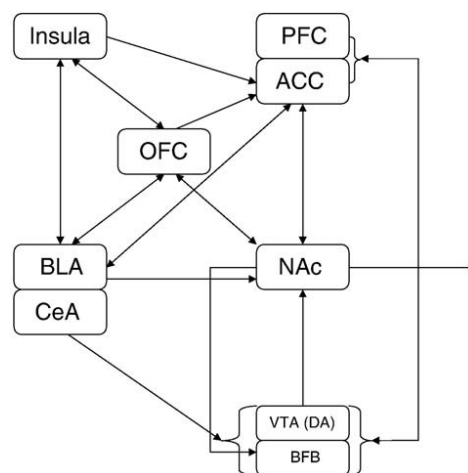 Insula
PFC
ACC
OFC
BLA
NAc
CeA
VTA (DA)
BFB